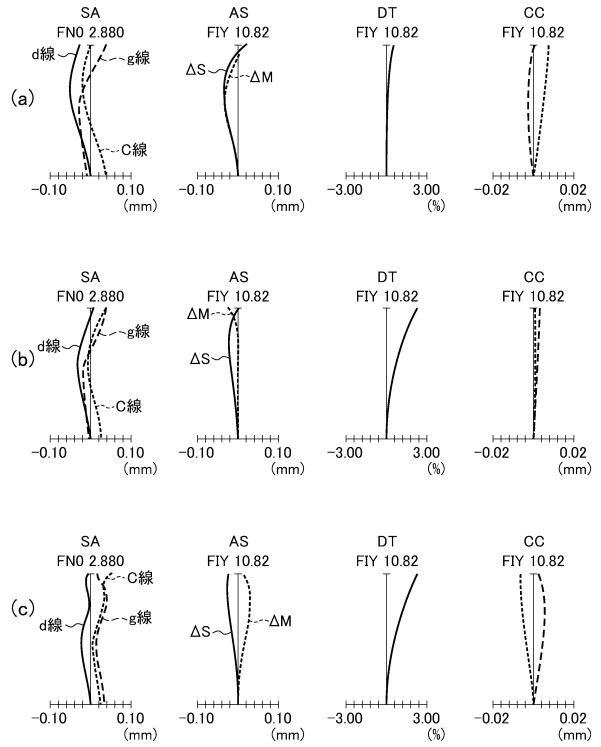 SA AS DT CC
FNO 2.880 FIY 10.82 FIY 10.82 FIY 10.82
d線 g線 ΔS ΔM
(a)
C線
-0.10 0.10 -0.10 0.10 -3.00 3.00 -0.02 0.02
(mm) (mm) (%) (mm)
SA AS DT CC
FNO 2.880 FIY 10.82 FIY 10.82 FIY 10.82
d線 g線 ΔM
(b) ΔS
C線
-0.10 0.10 -0.10 0.10 -3.00 3.00 -0.02 0.02
(mm) (mm) (%) (mm)
SA AS DT CC
FNO 2.880 FIY 10.82 FIY 10.82 FIY 10.82
C線
(c)
d線 g線 ΔS ΔM
-0.10 0.10 -0.10 0.10 -3.00 3.00 -0.02 0.02
(mm) (mm) (%) (mm)